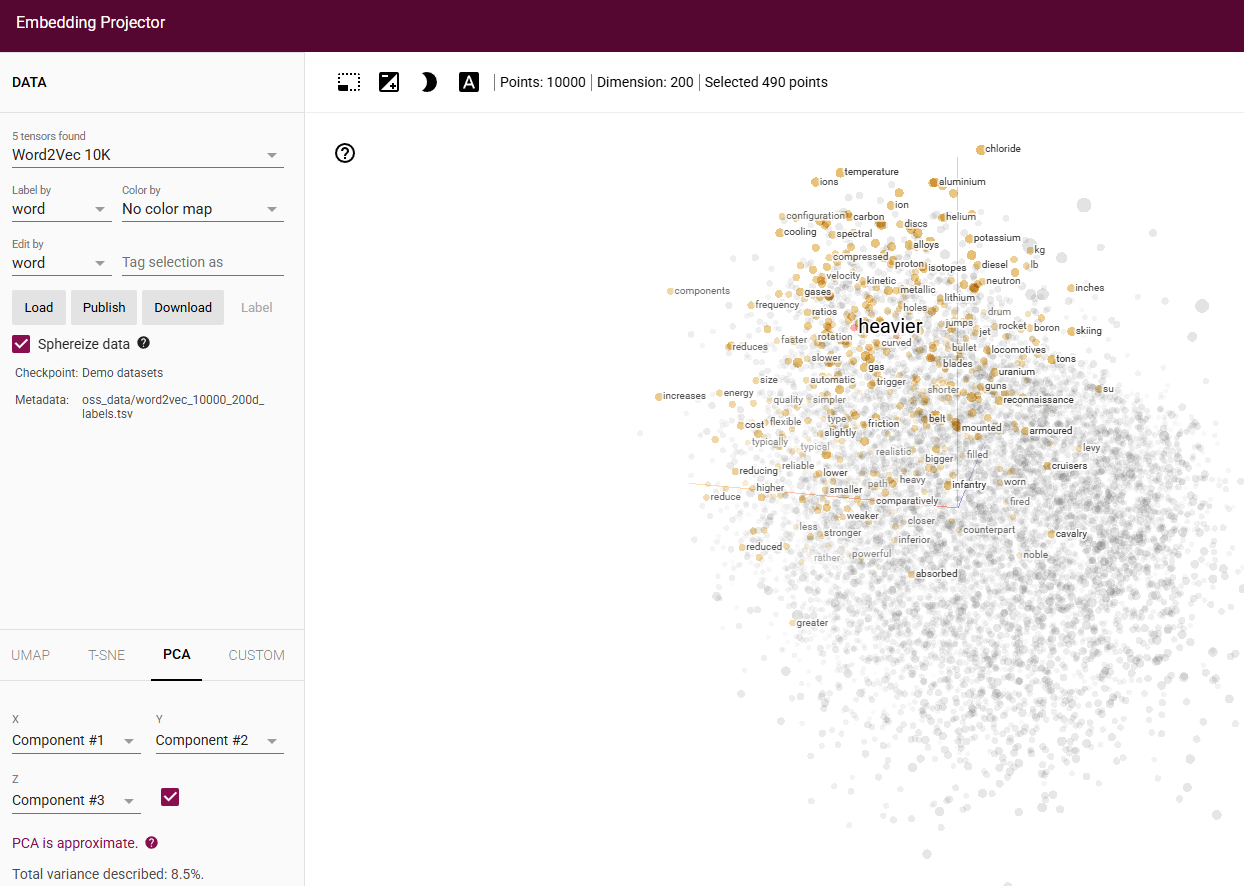 Embedding Projector
DATA
Points: 10000 | Dimension: 200 | Selected 490 points
5 tensors found
Word2Vec 10K
Label by
Color by
word
No color map
Edit by
word
Tag selection as
Load
Publish
Download
Label
Sphereize data
Checkpoint: Demo datasets
Metadata: oss_data/word2vec_10000_200d_
labels.tsv
UMAP
T-SNE
PCA
CUSTOM
X
Y
Component #1
Component #2
Z
Component #3
PCA is approximate.
Total variance described: 8.5%.
chloride
temperature
ions
aluminium
ion
configuration
carbon
helium
discs
cooling
spectral
potassium
alloys
kg
compressed
proton
isotopes
diesel
lb
velocity
kinetic
neutron
components
gases
metallic
inches
lithium
frequency
ratios
holes
drum
heavier
jumps
rocket
boron
jet
skiing
faster
rotation
curved
reduces
bullet
locomotives
slower
blades
tons
gas
uranium
size
automatic
trigger
guns
shorter
su
energy
increases
quality
simpler
reconnaissance
cost
flexible
type
belt
friction
mounted
slightly
armoured
typically
typical
levy
realistic
filled
bigger
reliable
cruisers
reducing
lower
path
heavy
worn
higher
smaller
infantry
reduce
comparatively
fired
weaker
closer
less
stronger
counterpart
cavalry
inferior
reduced
rather
powerful
noble
absorbed
greater